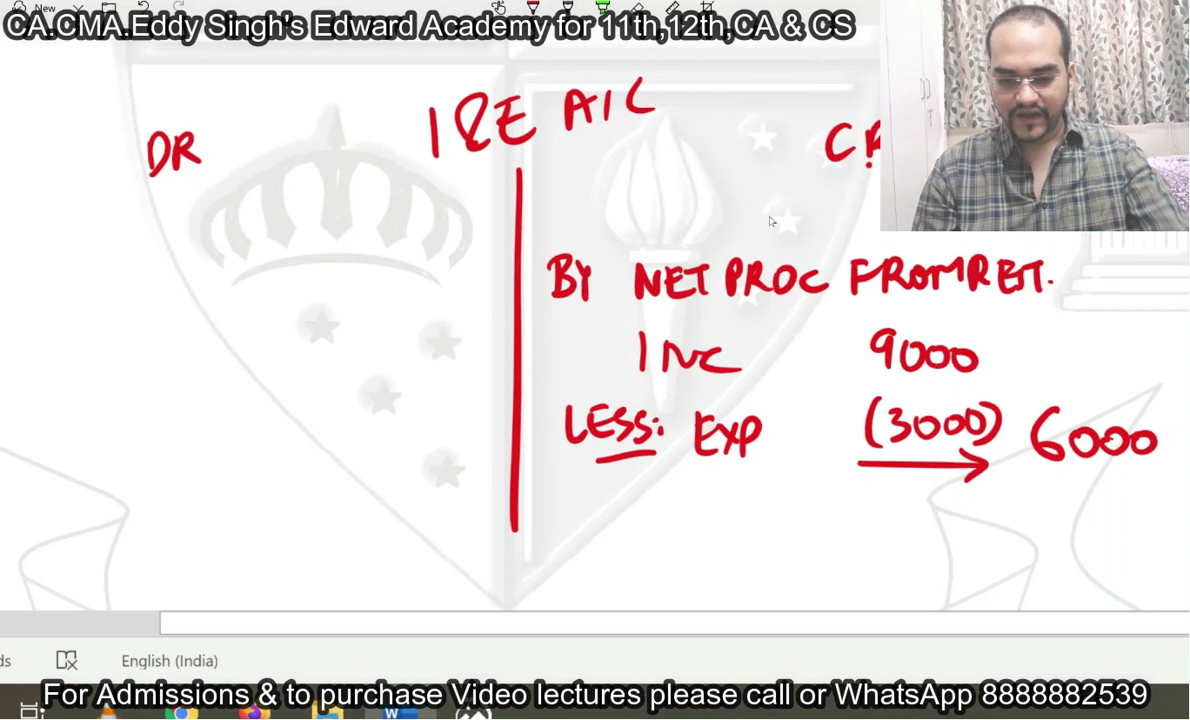 New
CA.CMA.Eddy Singh's Edward Academy for 11th,12th,CA & CS
I&E A/C
DR
BY NET PROC FROM RET.
INC 9000
LESS: EXP (3000) 6000
English (India)
For Admissions & to purchase Video lectures please call or WhatsApp 8888882539